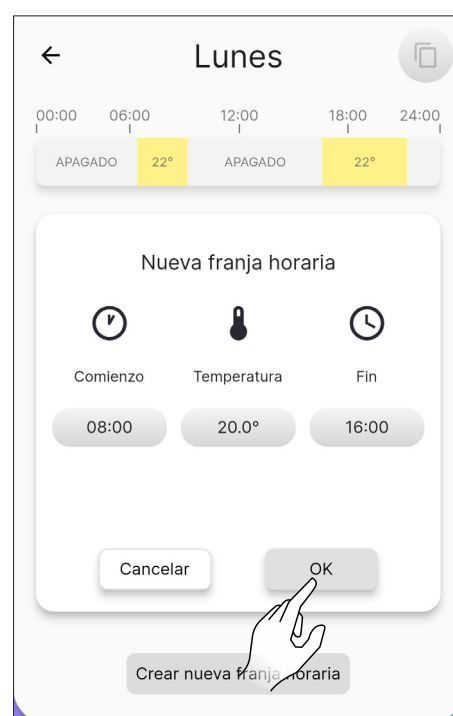 Lunes
00:00 06:00 12:00 18:00 24:00
APAGADO 22° APAGADO 22°
Nueva franja horaria
Comienzo Temperatura Fin
08:00 20.0° 16:00
Cancelar OK
Crear nueva franja horaria